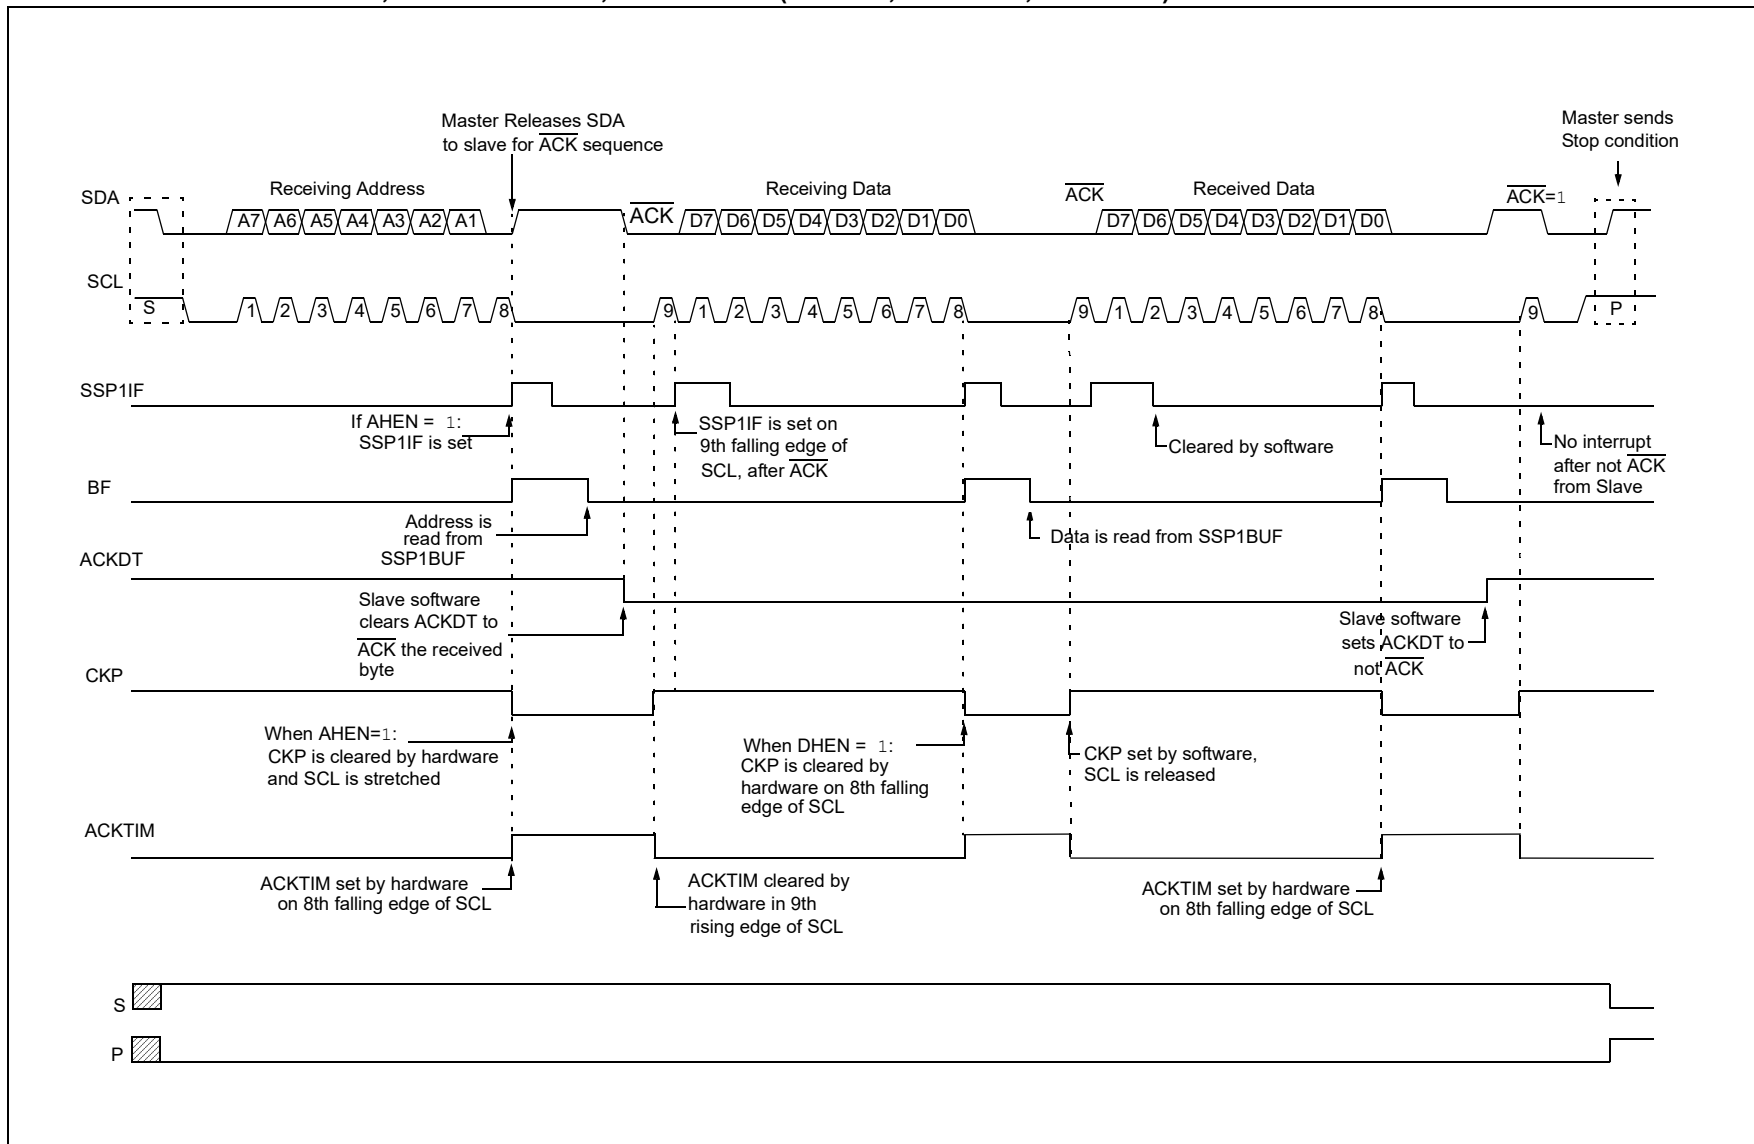 Master Releases SDA
to slave for ACK sequence
Master sends
Stop condition
SDA
Receiving Address
Receiving Data
ACK
Received Data
ACK=1
A7 A6 A5 A4 A3 A2 A1
ACK
D7 D6 D5 D4 D3 D2 D1 D0
D7 D6 D5 D4 D3 D2 D1 D0
SCL
S
1 2 3 4 5 6 7 8
9 1 2 3 4 5 6 7 8
9 1 2 3 4 5 6 7 8
9
P
SSP1IF
If AHEN = 1:
SSP1IF is set
SSP1IF is set on
9th falling edge of
SCL, after ACK
Cleared by software
No interrupt
after not ACK
from Slave
BF
Address is
read from
SSP1BUF
Data is read from SSP1BUF
ACKDT
Slave software
clears ACKDT to
ACK the received
byte
Slave software
sets ACKDT to
not ACK
CKP
When AHEN=1:
CKP is cleared by hardware
and SCL is stretched
When DHEN = 1:
CKP is cleared by
hardware on 8th falling
edge of SCL
CKP set by software,
SCL is released
ACKTIM
ACKTIM set by hardware
on 8th falling edge of SCL
ACKTIM cleared by
hardware in 9th
rising edge of SCL
ACKTIM set by hardware
on 8th falling edge of SCL
S
P